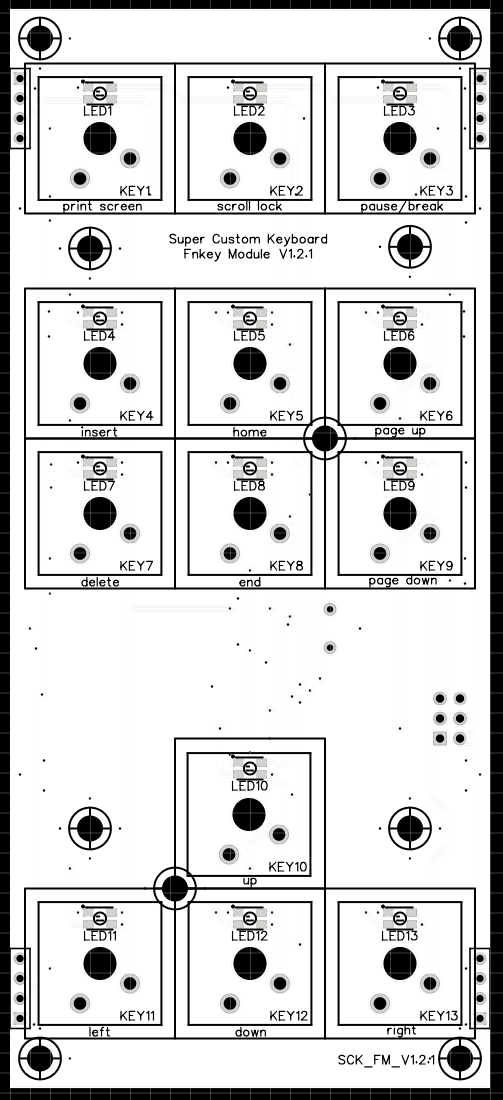 LED1 LED2 LED3
KEY1 KEY2 KEY3
print screen scroll lock pause/break
Super Custom Keyboard
Fnkey Module V1.2.1
LED4 LED5 LED6
KEY4 KEY5 KEY6
insert home page up
LED7 LED8 LED9
KEY7 KEY8 KEY9
delete end page down
LED10
KEY10
up
LED11 LED12 LED13
KEY11 KEY12 KEY13
left down right
SCK_FM_V1.2.1